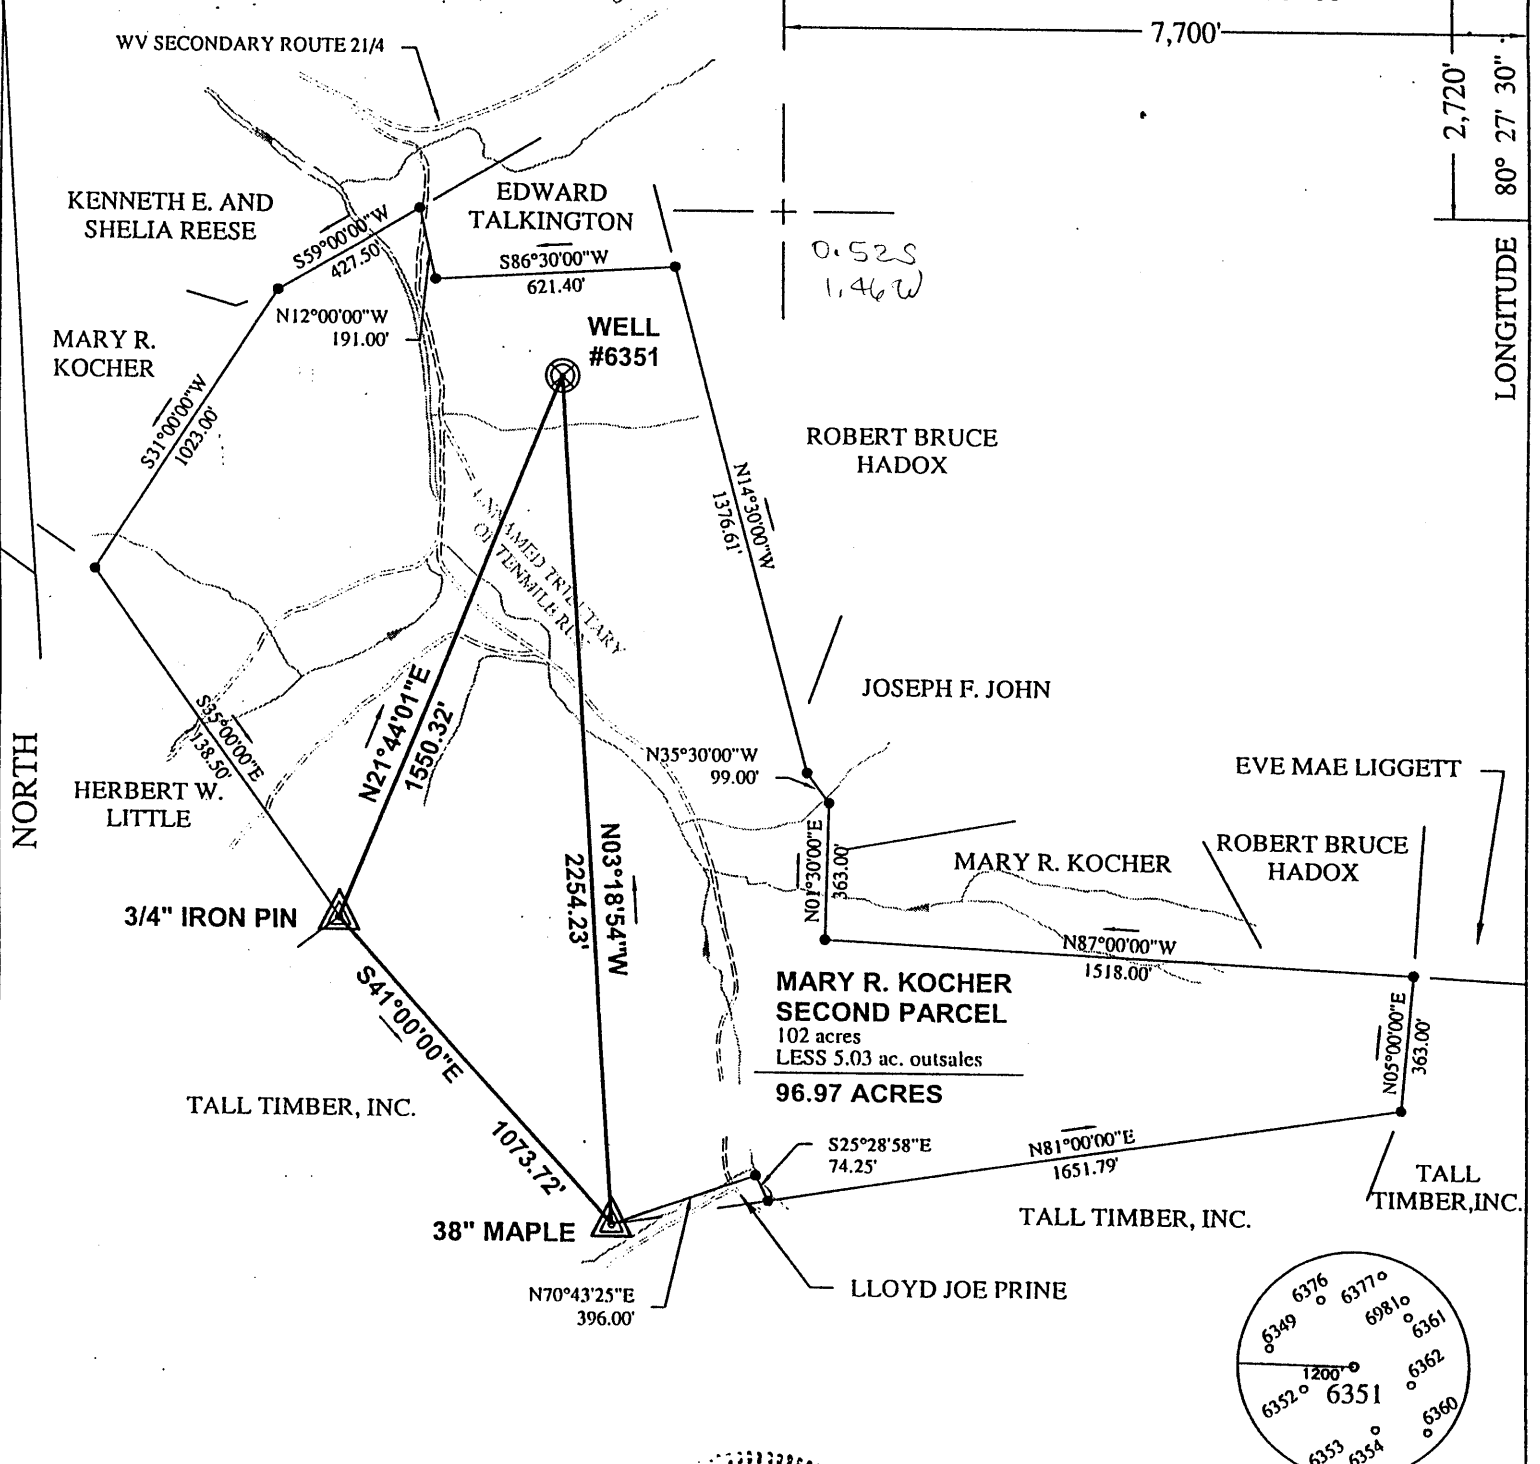 7,700'
WV SECONDARY ROUTE 21/4
2,720'
80° 27' 30"
LONGITUDE
KENNETH E. AND
SHELIA REESE
EDWARD
TALKINGTON
S59°00'00"W
427.50'
S86°30'00"W
621.40'
0.52S
1.46W
N12°00'00"W
191.00'
WELL
#6351
MARY R.
KOCHER
S31°00'00"W
1023.00'
ROBERT BRUCE
HADOX
N14°30'00"W
1376.61'
UNNAMED TRIBUTARY
OF TENMILE RUN
JOSEPH F. JOHN
S35°00'00"E
138.50'
N21°44'01"E
1550.32'
N35°30'00"W
99.00'
EVE MAE LIGGETT
NORTH
HERBERT W.
LITTLE
N03°18'54"W
2254.23'
N01°30'00"E
363.00'
MARY R. KOCHER
ROBERT BRUCE
HADOX
3/4" IRON PIN
N87°00'00"W
1518.00'
S41°00'00"E
1073.72'
MARY R. KOCHER
SECOND PARCEL
102 acres
LESS 5.03 ac. outsales
96.97 ACRES
N05°00'00"E
363.00'
TALL TIMBER, INC.
S25°28'58"E
74.25'
N81°00'00"E
1651.79'
TALL
TIMBER,INC.
38" MAPLE
TALL TIMBER, INC.
N70°43'25"E
396.00'
LLOYD JOE PRINE
6376
6377
6349
6981
6361
1200'
6351
6362
6352
6360
6353
6354